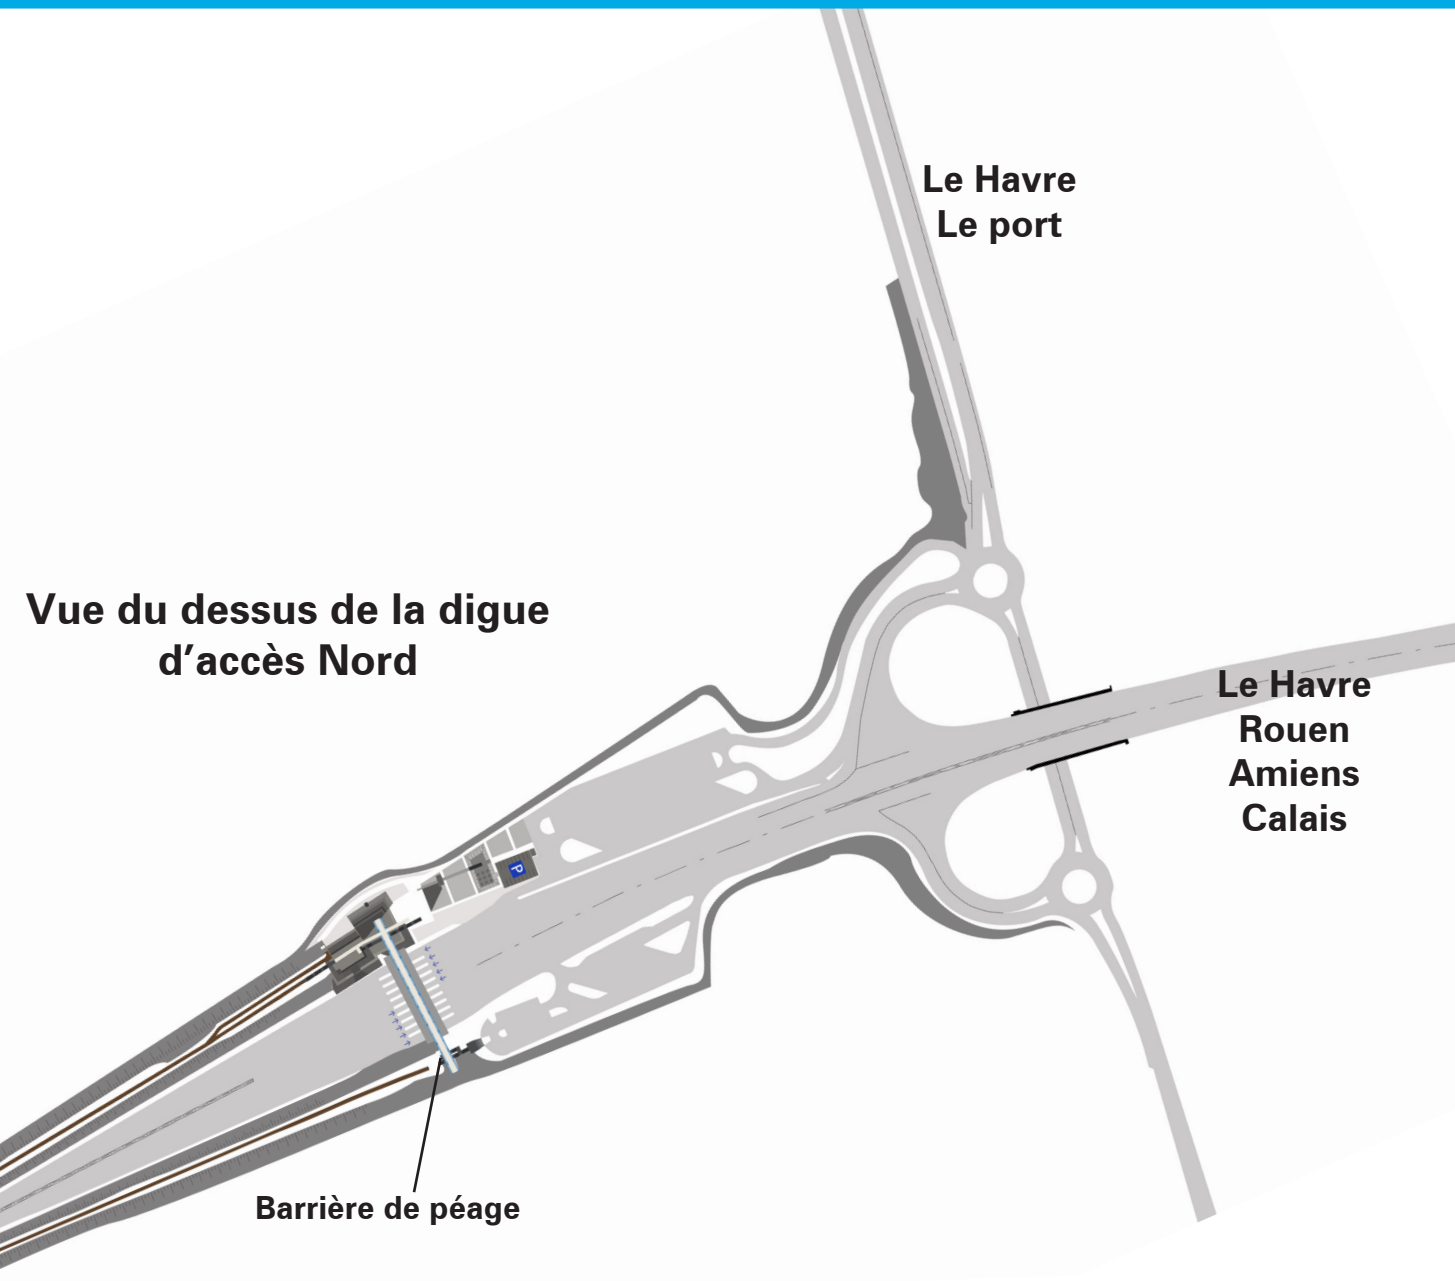 Le Havre
Le port
Vue du dessus de la digue
d’accès Nord
Le Havre
Rouen
Amiens
Calais
P
Barrière de péage